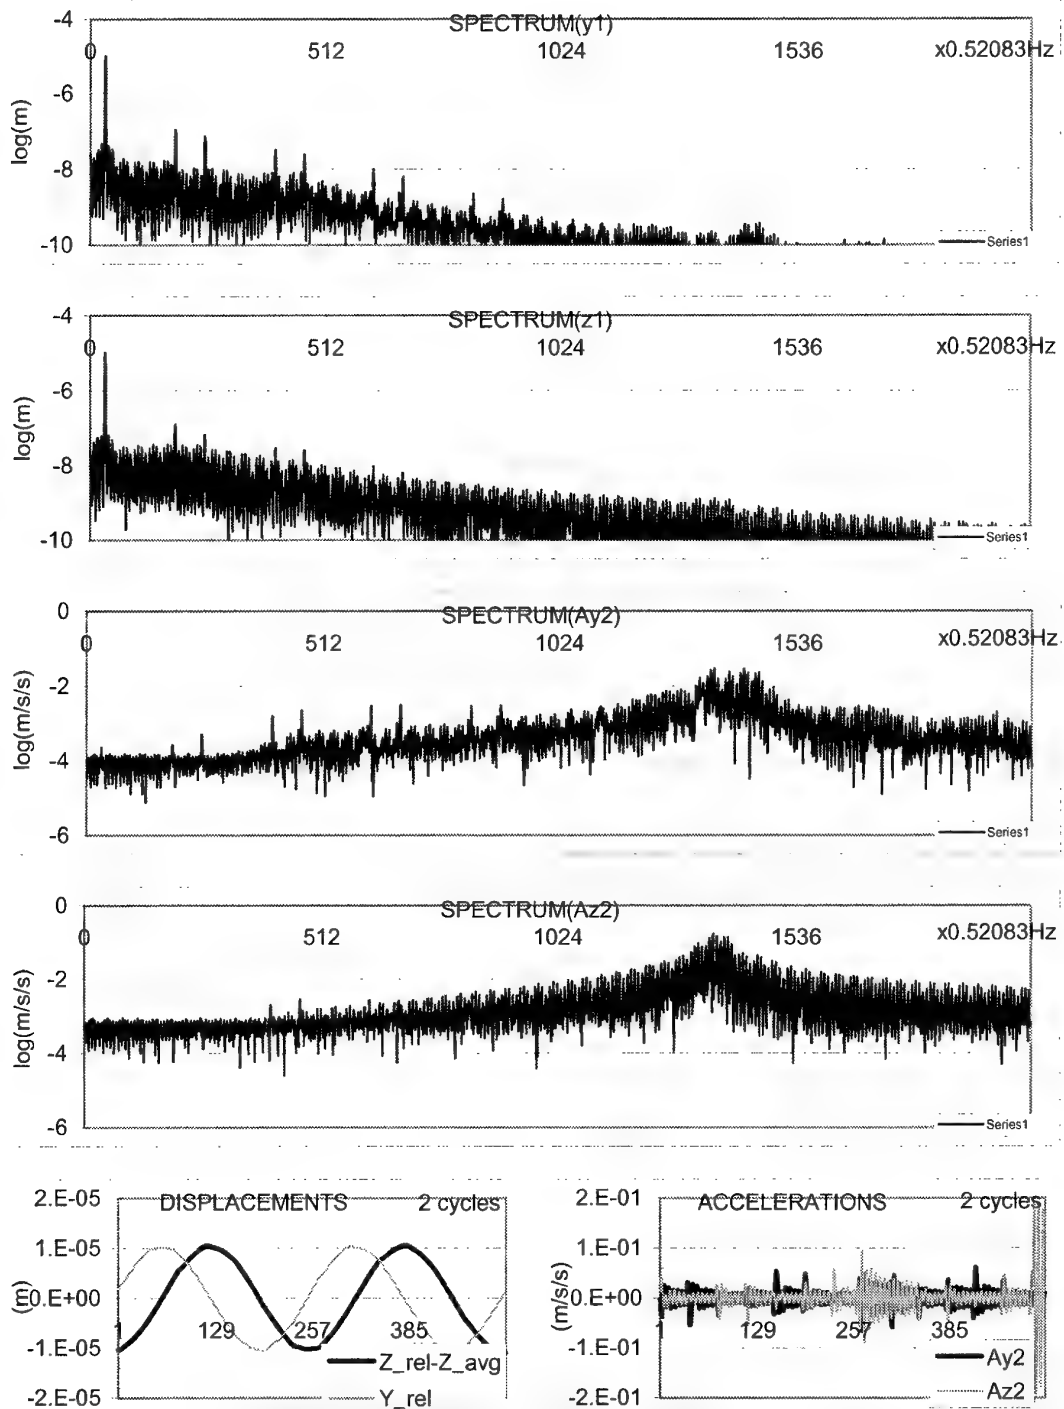 SPECTRUM(y1)
-4
0 512 1024 1536 x0.52083Hz
-6
log(m)
-8
-10
Series1
SPECTRUM(z1)
-4
0 512 1024 1536 x0.52083Hz
-6
log(m)
-8
-10
Series1
SPECTRUM(Ay2)
0
0 512 1024 1536 x0.52083Hz
-2
log(m/s/s)
-4
-6
Series1
SPECTRUM(Az2)
0
0 512 1024 1536 x0.52083Hz
-2
log(m/s/s)
-4
-6
Series1
DISPLACEMENTS 2 cycles
2.E-05
1.E-05
(m)
0.E+00
1 129 257 385
-1.E-05
-2.E-05
Z_rel-Z_avg
Y_rel
ACCELERATIONS 2 cycles
2.E-01
1.E-01
(m/s/s)
0.E+00
1 129 257 385
-1.E-01
-2.E-01
Ay2
Az2